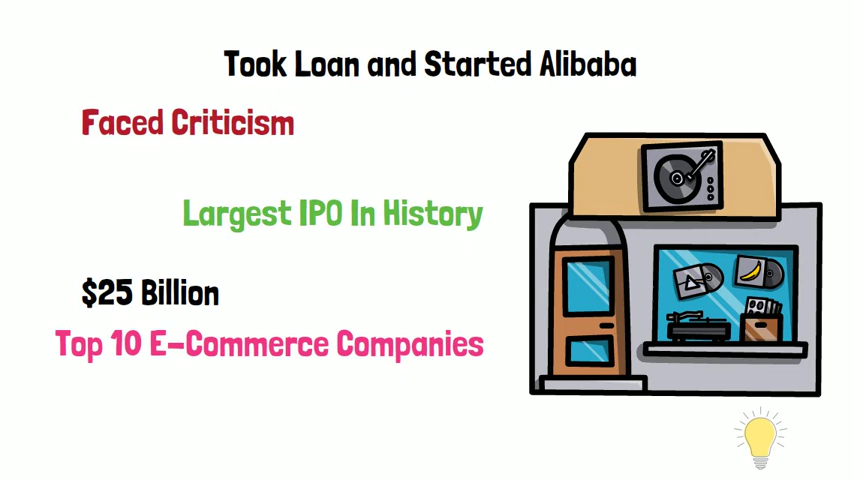 Took Loan and Started Alibaba
Faced Criticism
Largest IPO In History
$25 Billion
Top 10 E-Commerce Companies